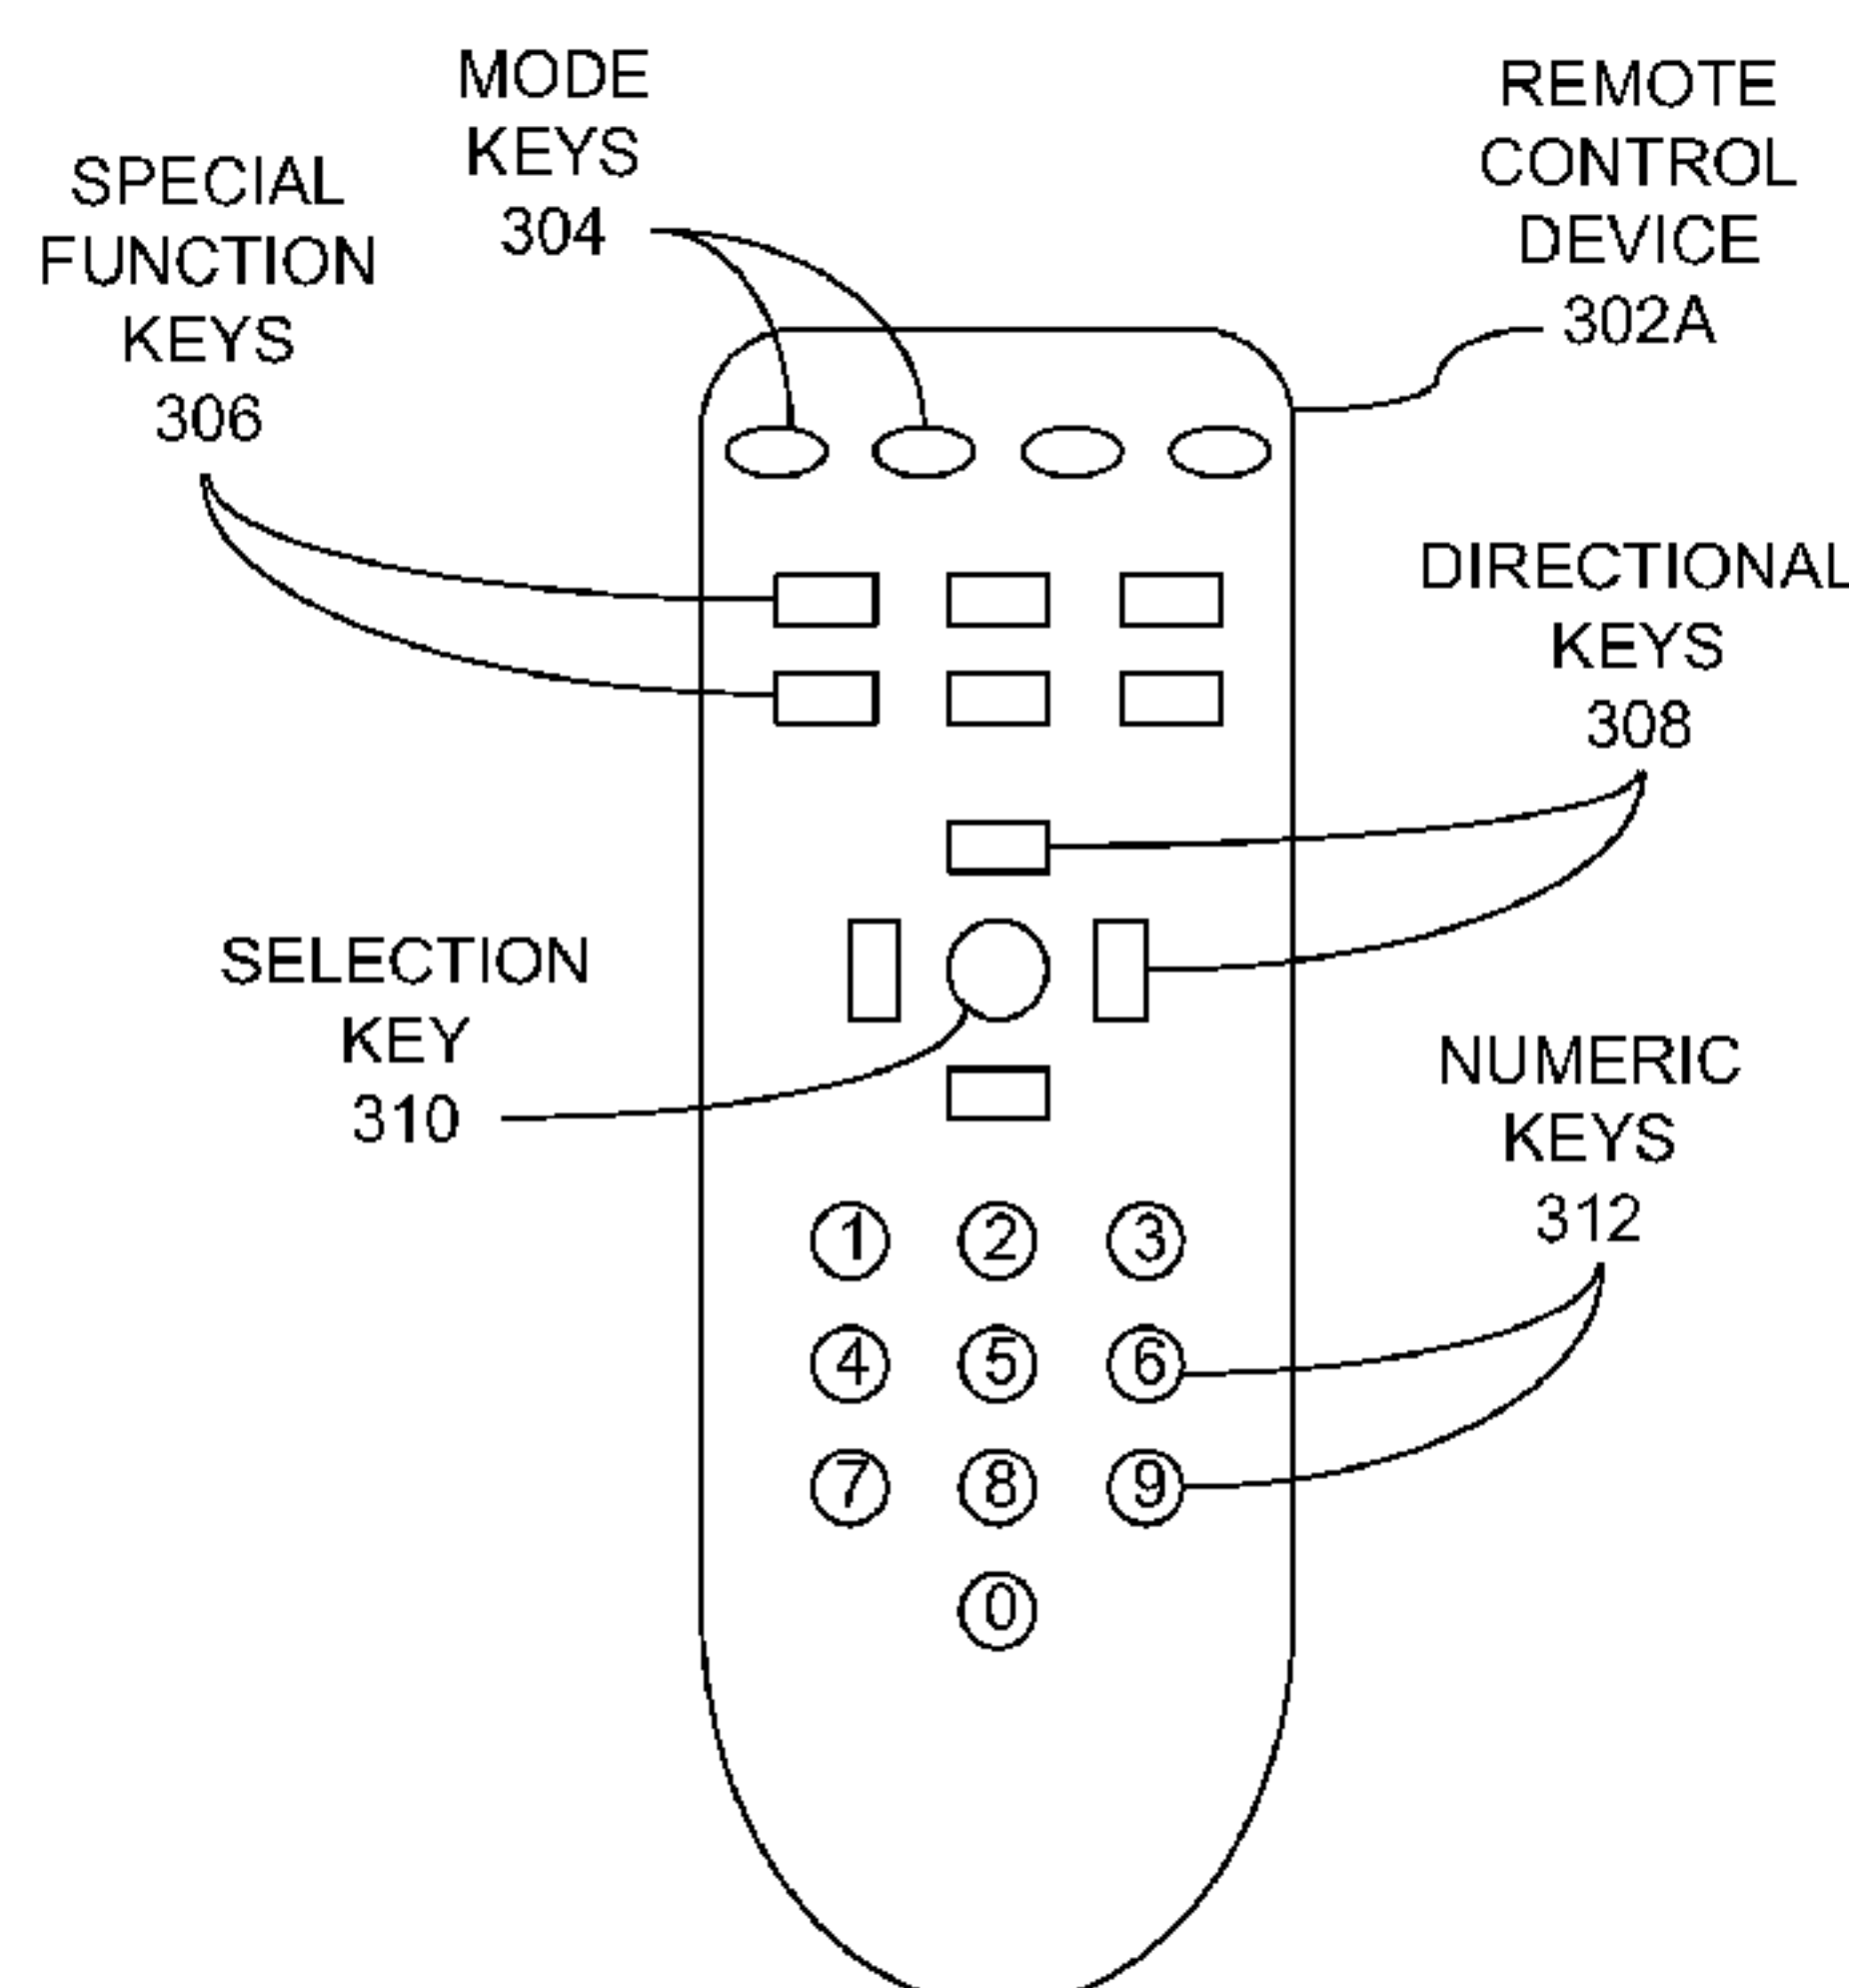 MODE
KEYS
304
REMOTE
CONTROL
DEVICE
302A
SPECIAL
FUNCTION
KEYS
306
DIRECTIONAL
KEYS
308
SELECTION
KEY
310
NUMERIC
KEYS
312
1 2 3
4 5 6
7 8 9
0